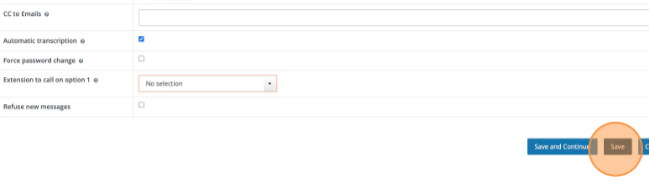 CC to Emails
Automatic transcription
Force password change
Extension to call on option 1
No selection
Refuse new messages
Save and Continue
Save
C